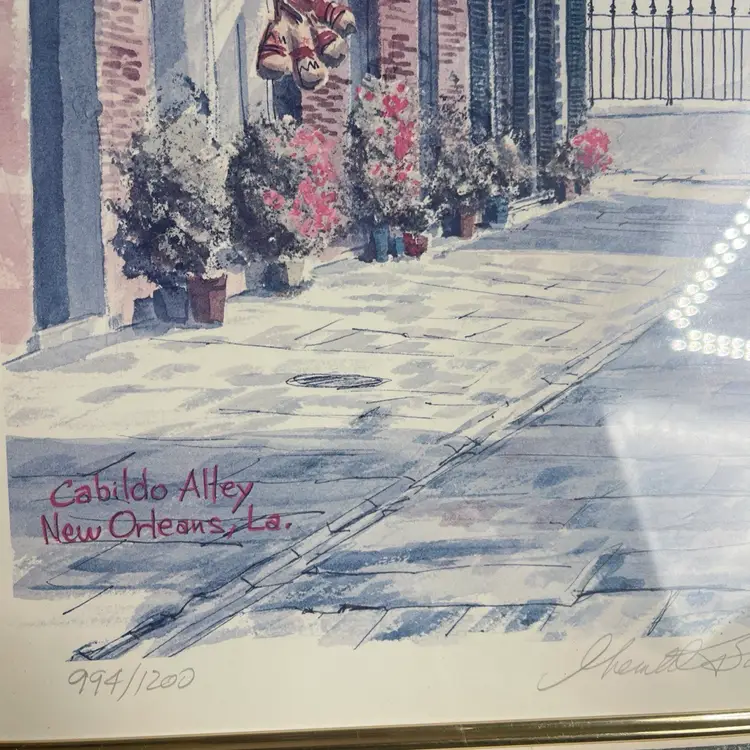 Cabildo Alley
New Orleans, La.
994/1200